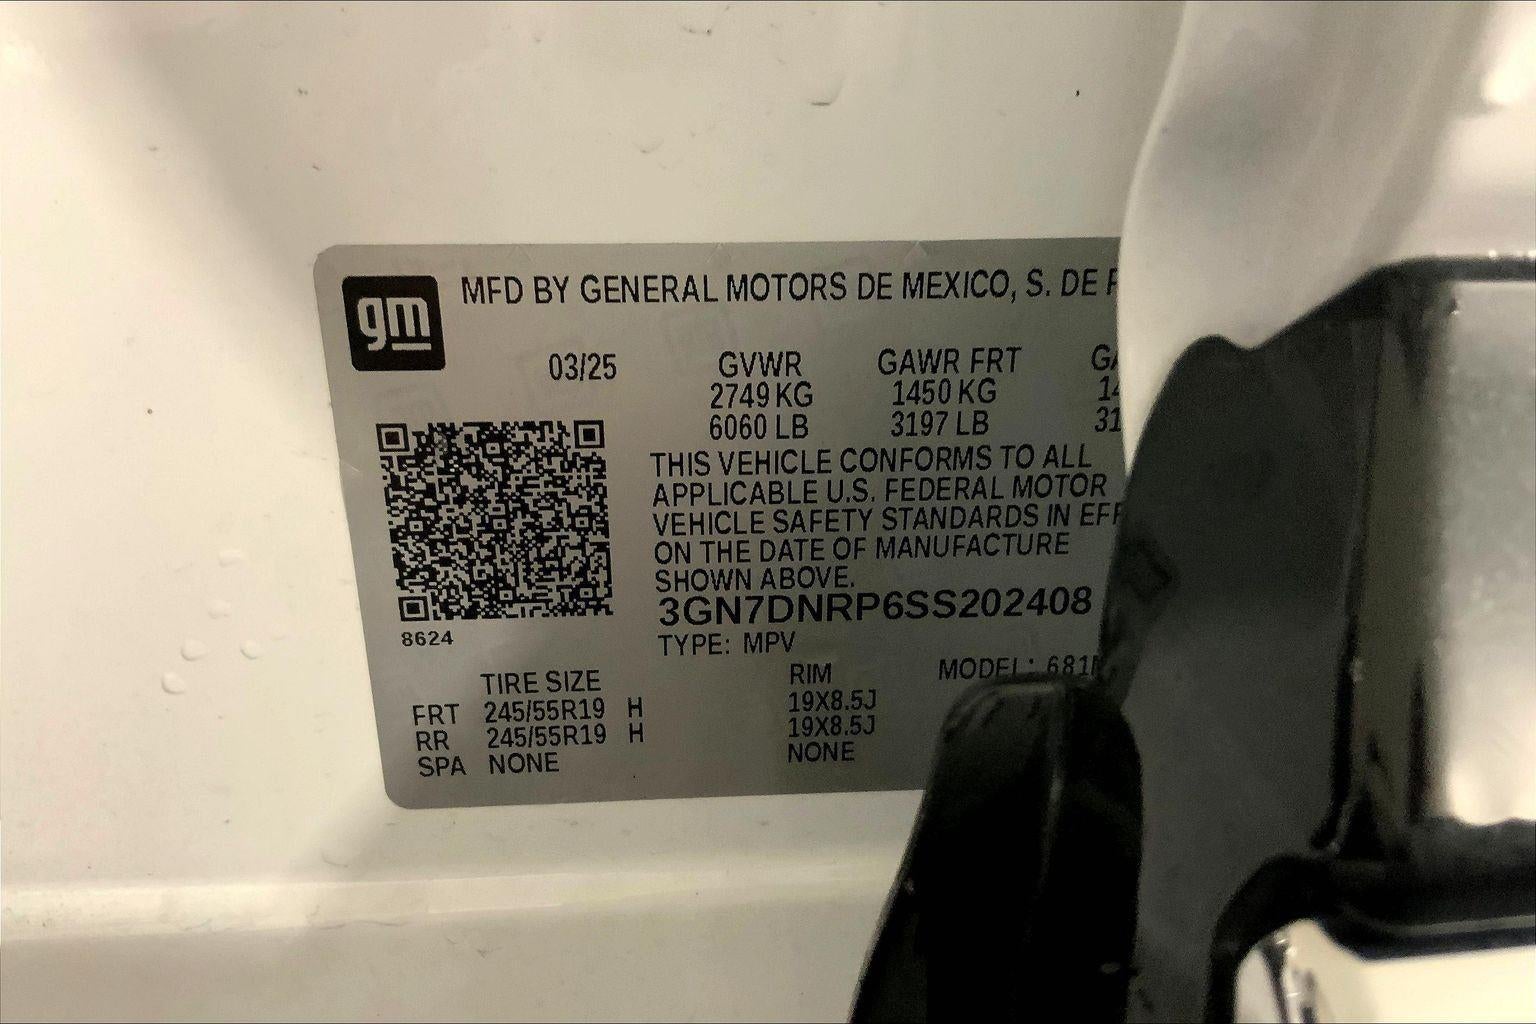 gm
MFD BY GENERAL MOTORS DE MEXICO, S. DE
03/25 GVWR GAWR FRT
2749 KG 1450 KG
6060 LB 3197 LB
THIS VEHICLE CONFORMS TO ALL
APPLICABLE U.S. FEDERAL MOTOR
VEHICLE SAFETY STANDARDS IN
ON THE DATE OF MANUFACTURE
SHOWN ABOVE.
3GN7DNRP6SS202408
8624
TYPE: MPV
TIRE SIZE RIM MODEL:
FRT 245/55R19 H 19X8.5J
RR 245/55R19 H 19X8.5J
SPA NONE NONE